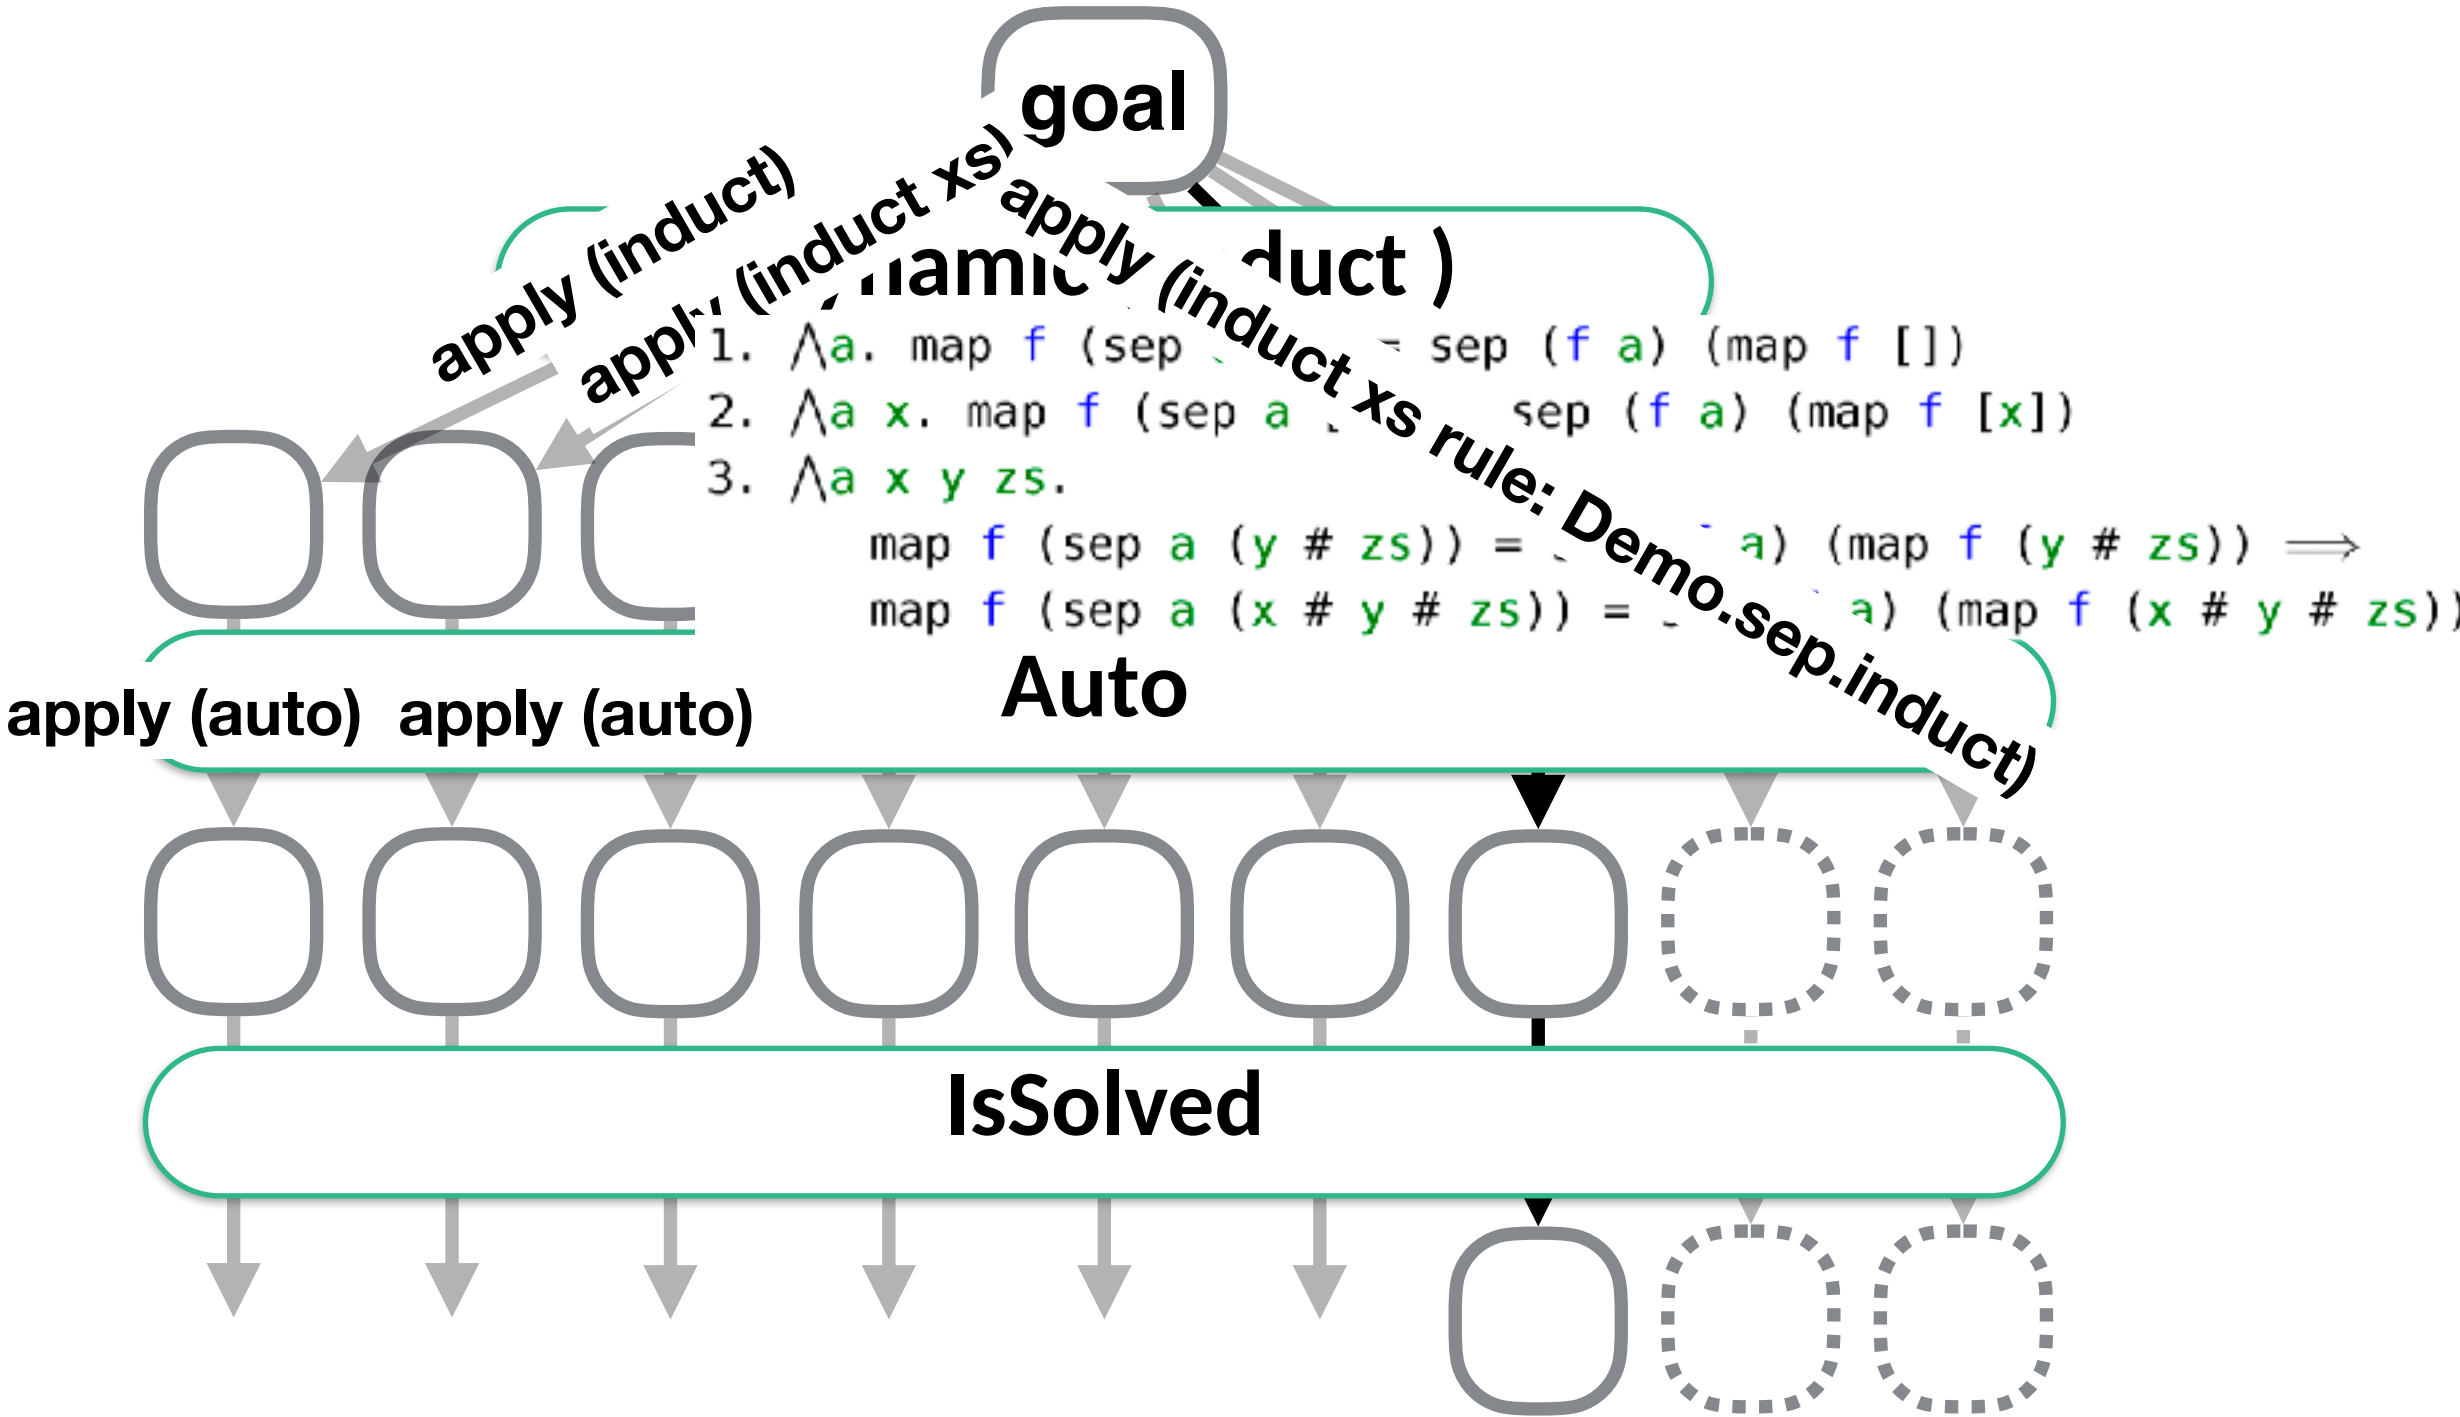 goal
apply (induct)
apply (induct xs)
apply (induct xs rule: Demo.sep.induct)
)
1. ⋀a. map f (sep = sep (f a) (map f [])
2. ⋀a x. map f (sep a sep (f a) (map f [x])
3. ⋀a x y zs.
map f (sep a (y # zs)) = a) (map f (y # zs)) ⟹
map f (sep a (x # y # zs)) = a) (map f (x # y # zs))
Auto
apply (auto) apply (auto)
IsSolved